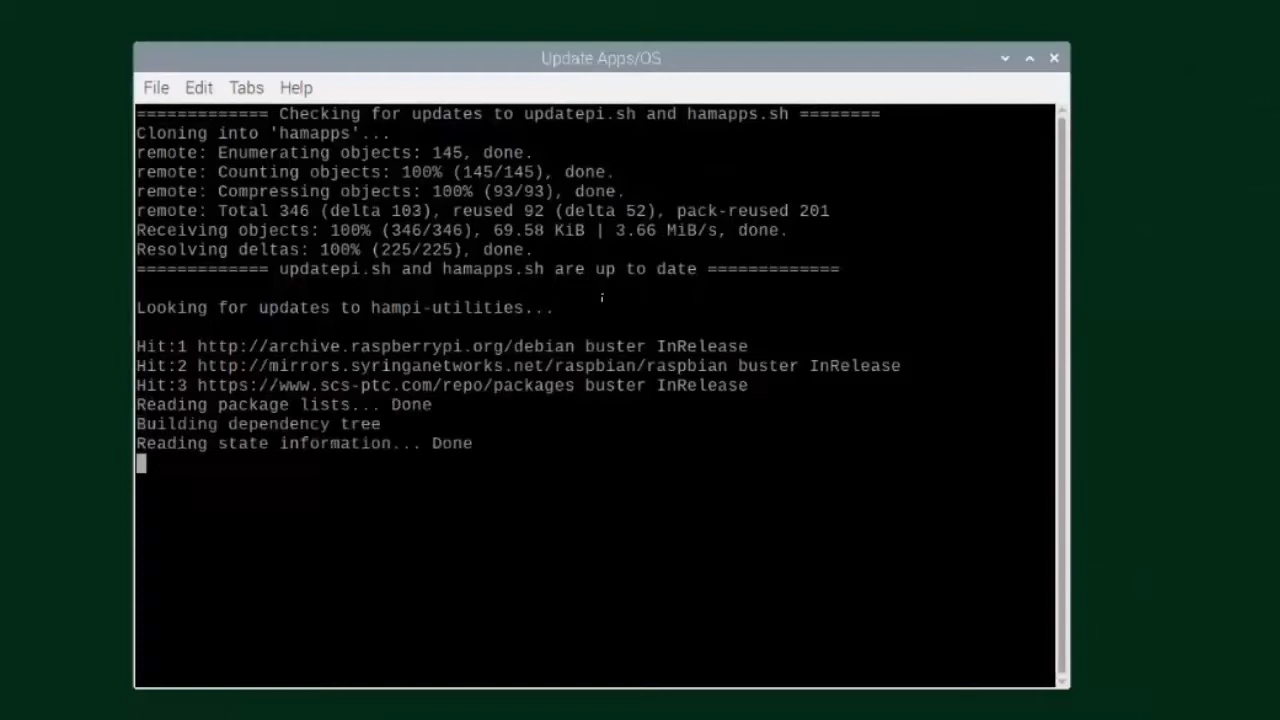 Update Apps/OS
File Edit Tabs Help
============= Checking for updates to updatepi.sh and hamapps.sh ========
Cloning into 'hamapps'...
remote: Enumerating objects: 145, done.
remote: Counting objects: 100% (145/145), done.
remote: Compressing objects: 100% (93/93), done.
remote: Total 346 (delta 103), reused 92 (delta 52), pack-reused 201
Receiving objects: 100% (346/346), 69.58 KiB | 3.66 MiB/s, done.
Resolving deltas: 100% (225/225), done.
============= updatepi.sh and hamapps.sh are up to date =============
Looking for updates to hampi-utilities...
Hit:1 http://archive.raspberrypi.org/debian buster InRelease
Hit:2 http://mirrors.syringanetworks.net/raspbian/raspbian buster InRelease
Hit:3 https://www.scs-ptc.com/repo/packages buster InRelease
Reading package lists... Done
Building dependency tree
Reading state information... Done